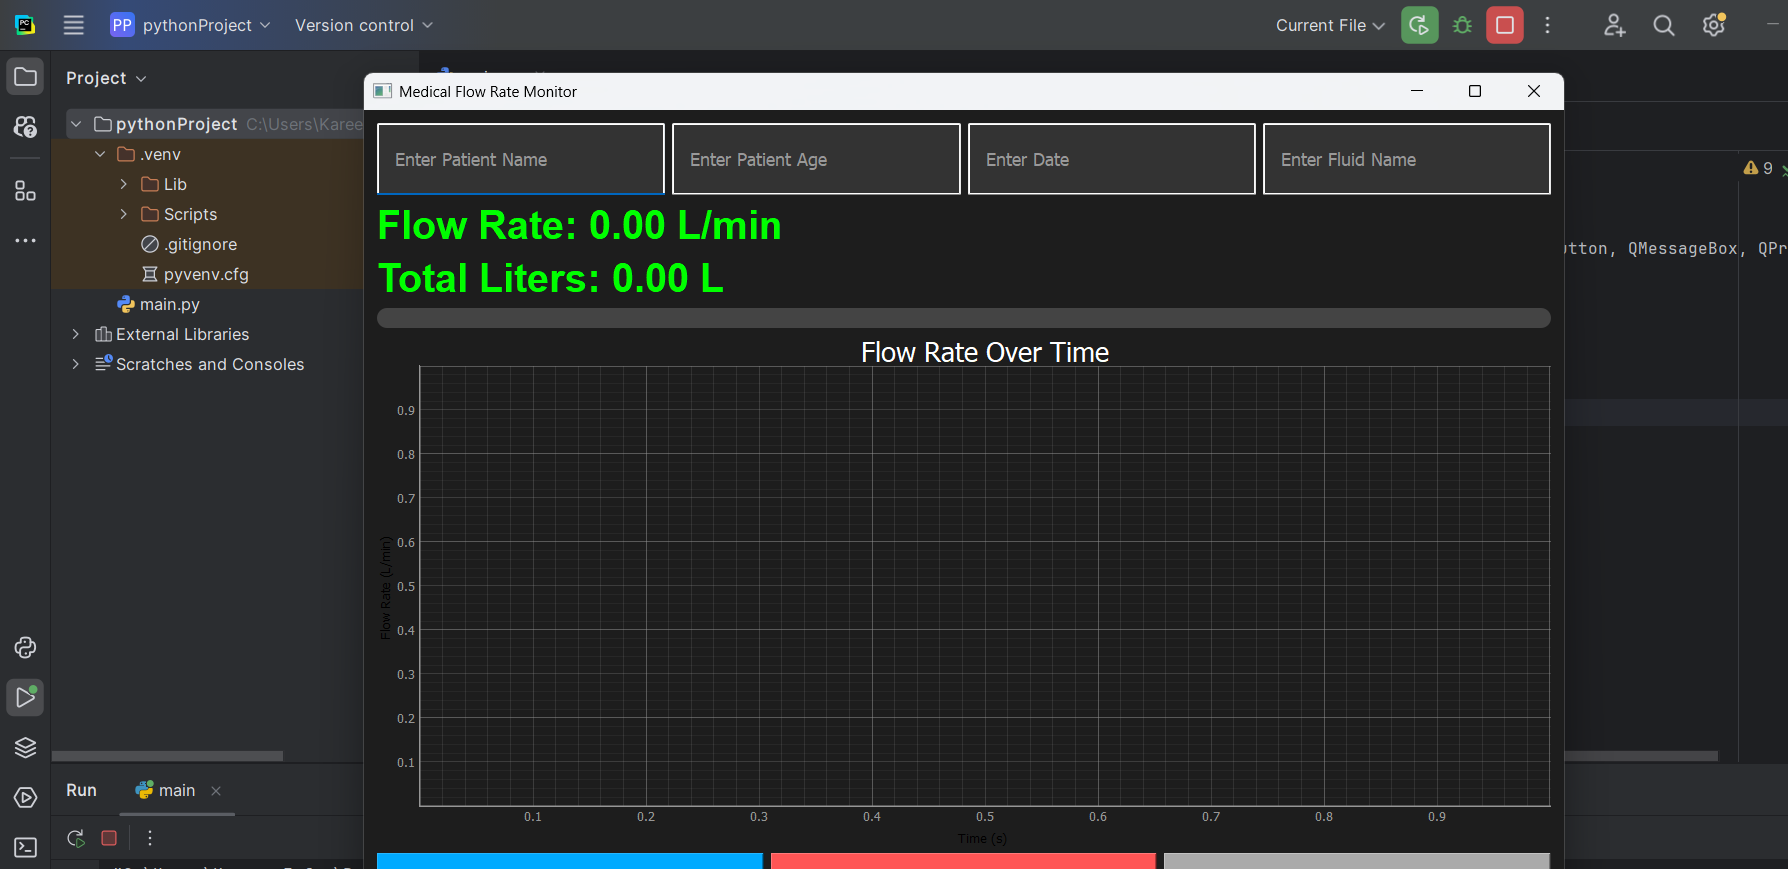 PP pythonProject Version control Current File
Project
pythonProject C:\Users\Karee
.venv
Lib
Scripts
.gitignore
pyvenv.cfg
main.py
External Libraries
Scratches and Consoles
Medical Flow Rate Monitor
Enter Patient Name Enter Patient Age Enter Date Enter Fluid Name
9
Flow Rate: 0.00 L/min
Total Liters: 0.00 L
QMessageBox, QPr
Flow Rate Over Time
0.9
0.8
0.7
0.6
0.5
0.4
0.3
0.2
0.1
Flow Rate (L/min)
0.1 0.2 0.3 0.4 0.5 0.6 0.7 0.8 0.9
Time (s)
Run main